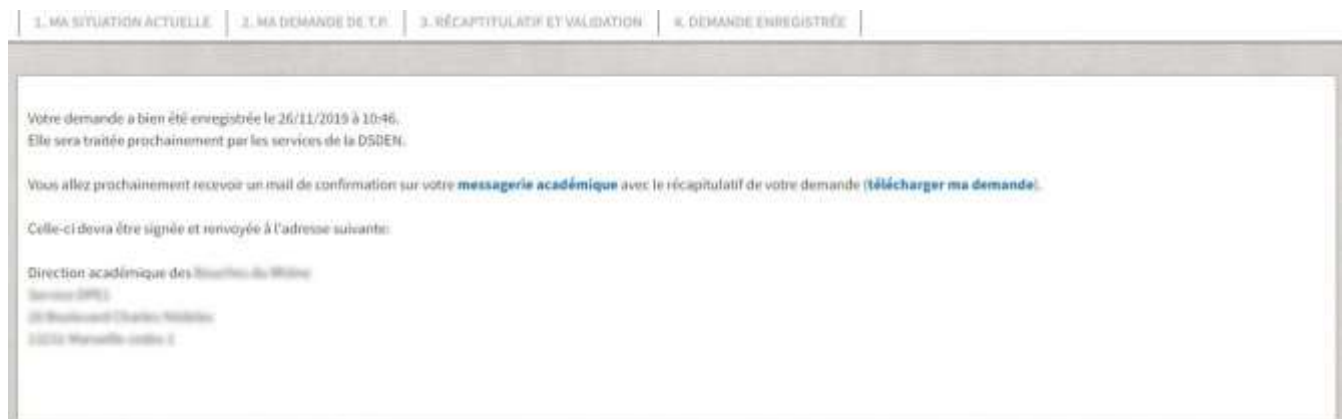 1. MA SITUATION ACTUELLE
2. MA DEMANDE DE T.P.
3. RÉCAPTITULATIF ET VALIDATION
4. DEMANDE ENREGISTRÉE
Votre demande a bien été enregistrée le 26/11/2019 à 10:46.
Elle sera traitée prochainement par les services de la DSDEN.
Vous allez prochainement recevoir un mail de confirmation sur votre messagerie académique avec le récapitulatif de votre demande (télécharger ma demande).
Celle-ci devra être signée et renvoyée à l'adresse suivante:
Direction académique des